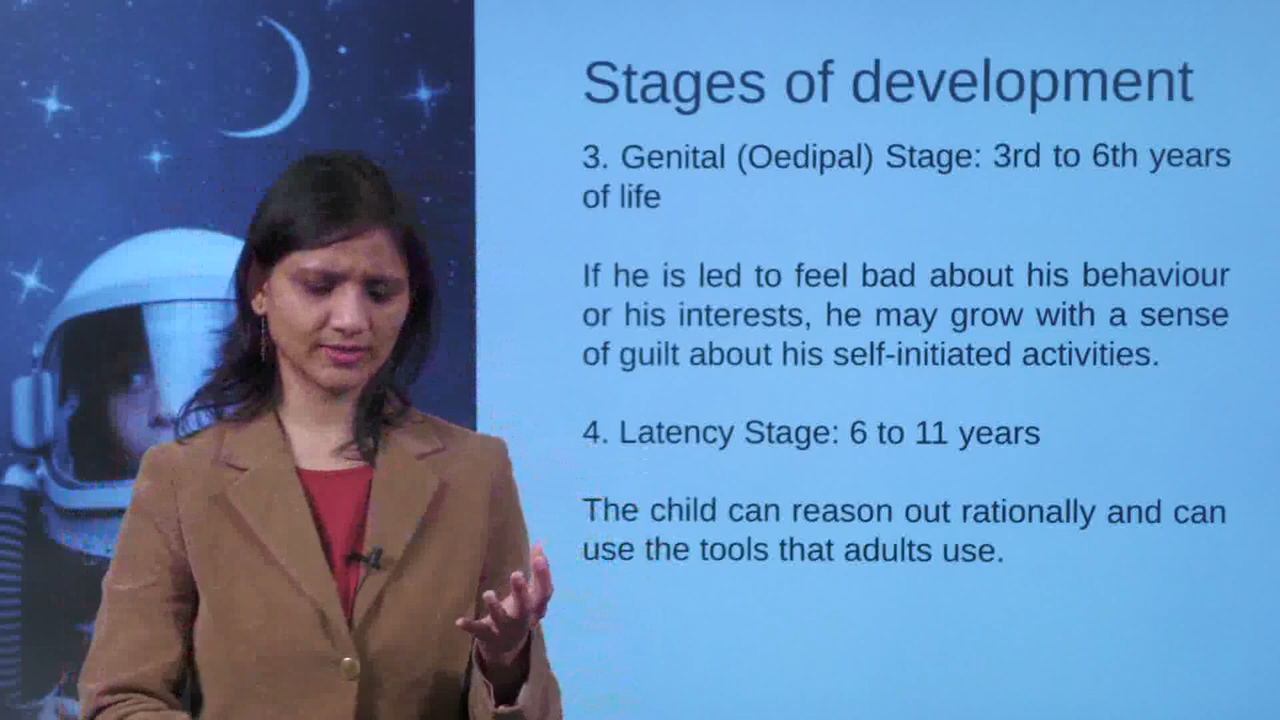 Stages of development
3. Genital (Oedipal) Stage: 3rd to 6th years
of life
If he is led to feel bad about his behaviour
or his interests, he may grow with a sense
of guilt about his self-initiated activities.
4. Latency Stage: 6 to 11 years
The child can reason out rationally and can
use the tools that adults use.